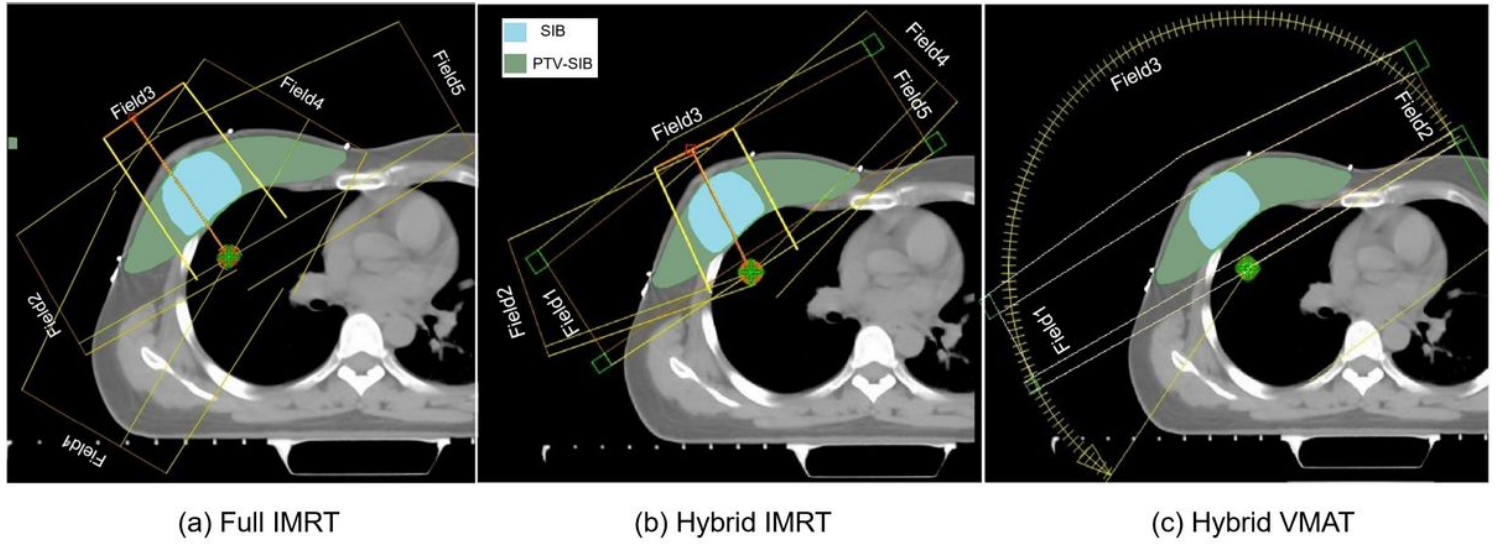 Field3
Field4
Field5
Field2
Field1
SIB
PTV-SIB
Field3
Field4
Field5
Field2
Field1
Field3
Field2
Field1
(a) Full IMRT
(b) Hybrid IMRT
(c) Hybrid VMAT